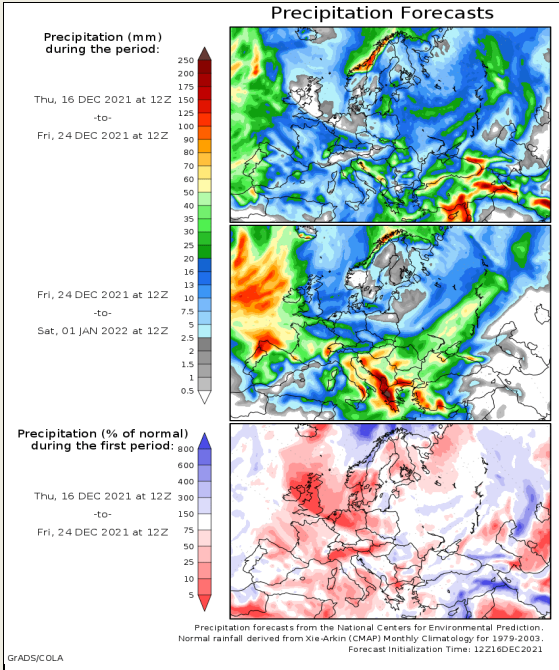 Precipitation Forecasts
Precipitation (mm)
during the period:
Thu, 16 DEC 2021 at 12Z
-to-
Fri, 24 DEC 2021 at 12Z
250
200
175
150
125
100
90
80
70
60
50
40
35
30
25
20
16
13
10
7.5
5
2.5
2
1.5
1
0.5
Fri, 24 DEC 2021 at 12Z
-to-
Sat, 01 JAN 2022 at 12Z
Precipitation (% of normal)
during the first period:
Thu, 16 DEC 2021 at 12Z
-to-
Fri, 24 DEC 2021 at 12Z
800
600
400
300
150
75
50
25
10
5
Precipitation forecasts from the National Centers for Environmental Prediction.
Normal rainfall derived from Xie-Arkin (CMAP) Monthly Climatology for 1979-2003.
Forecast Initialization Time: 12Z16DEC2021
GrADS/COLA